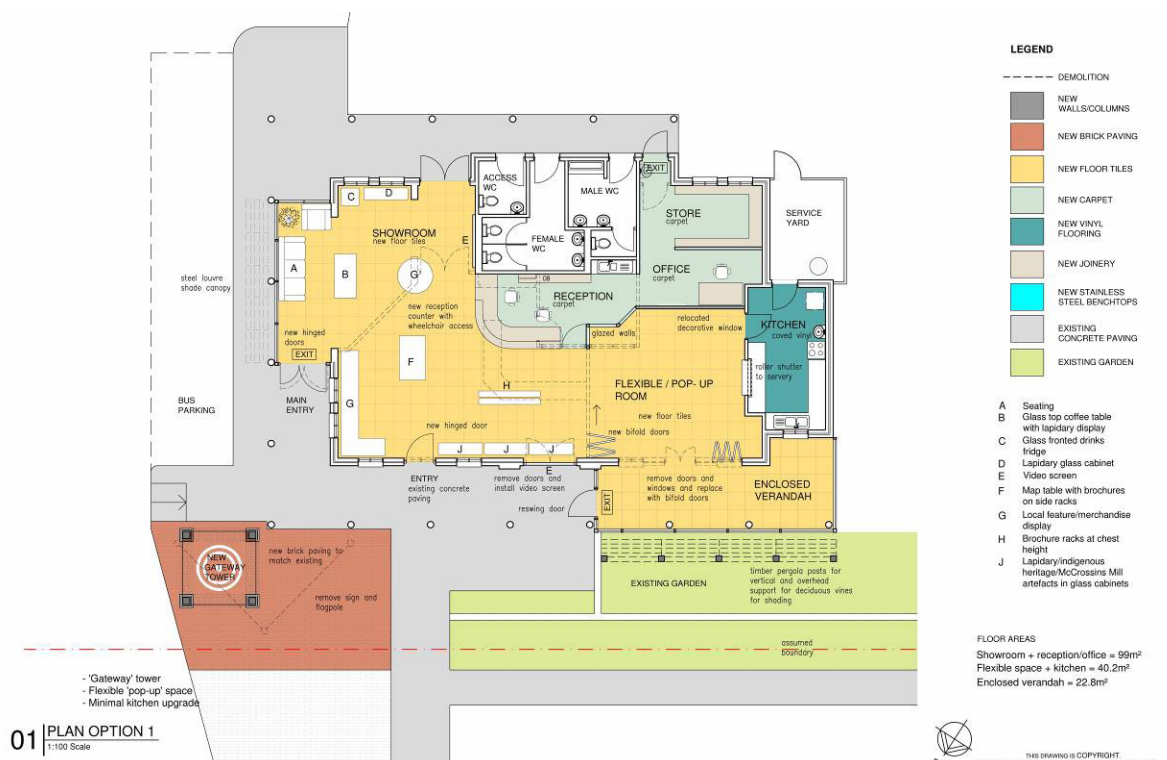 LEGEND
DEMOLITION
NEW
WALLS/COLUMNS
NEW BRICK PAVING
NEW FLOOR TILES
NEW CARPET
NEW VINYL
FLOORING
NEW JOINERY
NEW STAINLESS
STEEL BENCHTOPS
EXISTING
CONCRETE PAVING
EXISTING GARDEN
A Seating
B Glass top coffee table
with lapidary display
C Glass fronted drinks
fridge
D Lapidary glass cabinet
E Video screen
F Map table with brochures
on side racks
G Local feature/merchandise
display
H Brochure racks at chest
height
J Lapidary/indigenous
heritage/McCrossins Mill
artefacts in glass cabinets
FLOOR AREAS
Showroom + reception/office = 99m²
Flexible space + kitchen = 40.2m²
Enclosed verandah = 22.8m²
THIS DRAWING IS COPYRIGHT.
ACCESS
WC
MALE WC
FEMALE
WC
EXIT
STORE
carpet
OFFICE
carpet
SERVICE
YARD
C
D
SHOWROOM
new floor tiles
E
A
B
G
steel louvre
shade canopy
RECEPTION
carpet
new reception
counter with
wheelchair access
glazed walls
relocated
decorative window
KITCHEN
coved vinyl
roller shutter
to servery
new hinged
doors
EXIT
F
G
H
FLEXIBLE / POP- UP
ROOM
new floor tiles
new bifold doors
BUS
PARKING
MAIN
ENTRY
new hinged door
J
J
J
E
ENTRY
existing concrete
paving
remove doors and
install video screen
reswing door
EXIT
remove doors and
windows and replace
with bifold doors
ENCLOSED
VERANDAH
NEW
GATEWAY
TOWER
new brick paving to
match existing
remove sign and
flagpole
EXISTING GARDEN
timber pergola posts for
vertical and overhead
support for deciduous vines
for shading
assumed
boundary
- 'Gateway' tower
- Flexible 'pop-up' space
- Minimal kitchen upgrade
01 PLAN OPTION 1
1:100 Scale